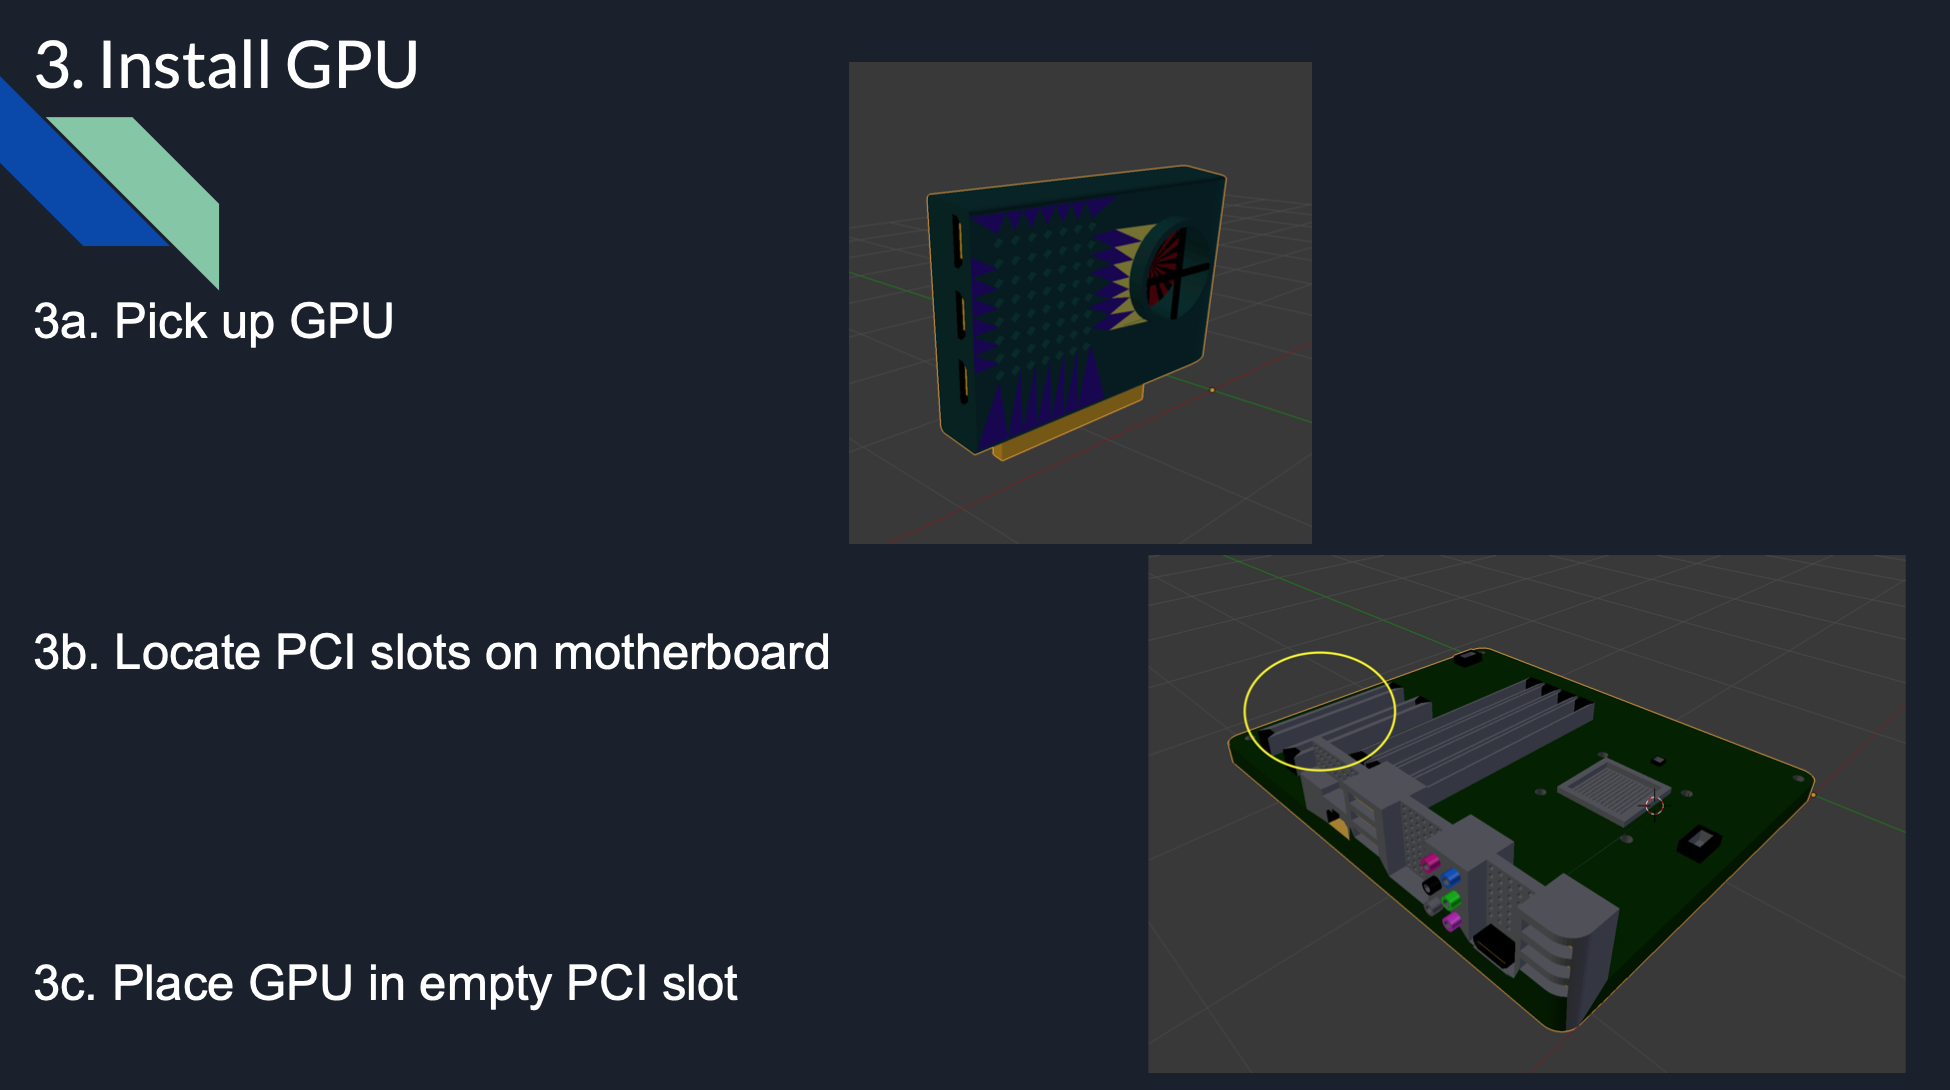 3. Install GPU
3a. Pick up GPU
3b. Locate PCI slots on motherboard
3c. Place GPU in empty PCI slot